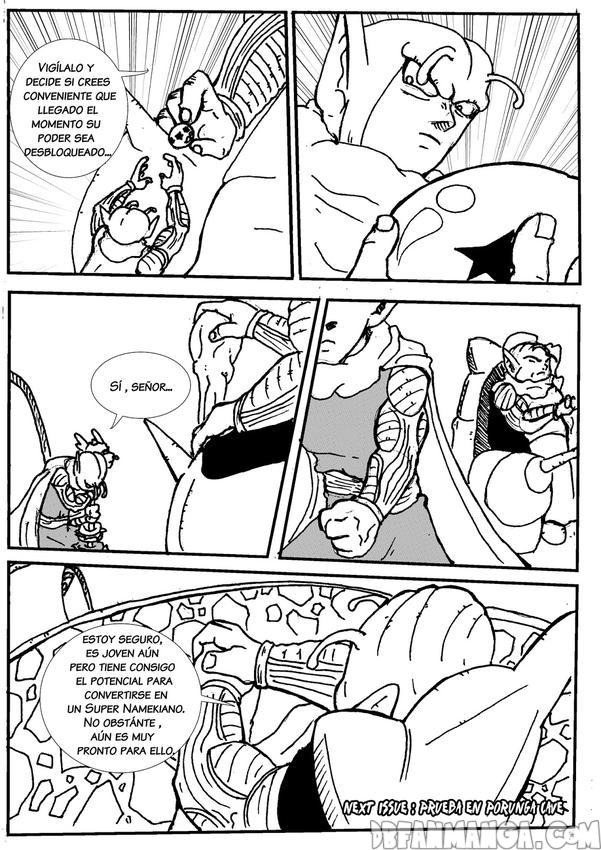 VIGÍLALO Y
DECIDE SI CREES
CONVENIENTE QUE
LLEGADO EL
MOMENTO SU
PODER SEA
DESBLOQUEADO...
SÍ , SEÑOR...
ESTOY SEGURO,
ES JOVEN AÚN
PERO TIENE CONSIGO
EL POTENCIAL PARA
CONVERTIRSE EN
UN SUPER NAMEKIANO.
NO OBSTÁNTE ,
AÚN ES MUY
PRONTO PARA ELLO.
NEXT ISSUE : PRUEBA EN PORUNGA CAVE
DBFANMANGA.COM